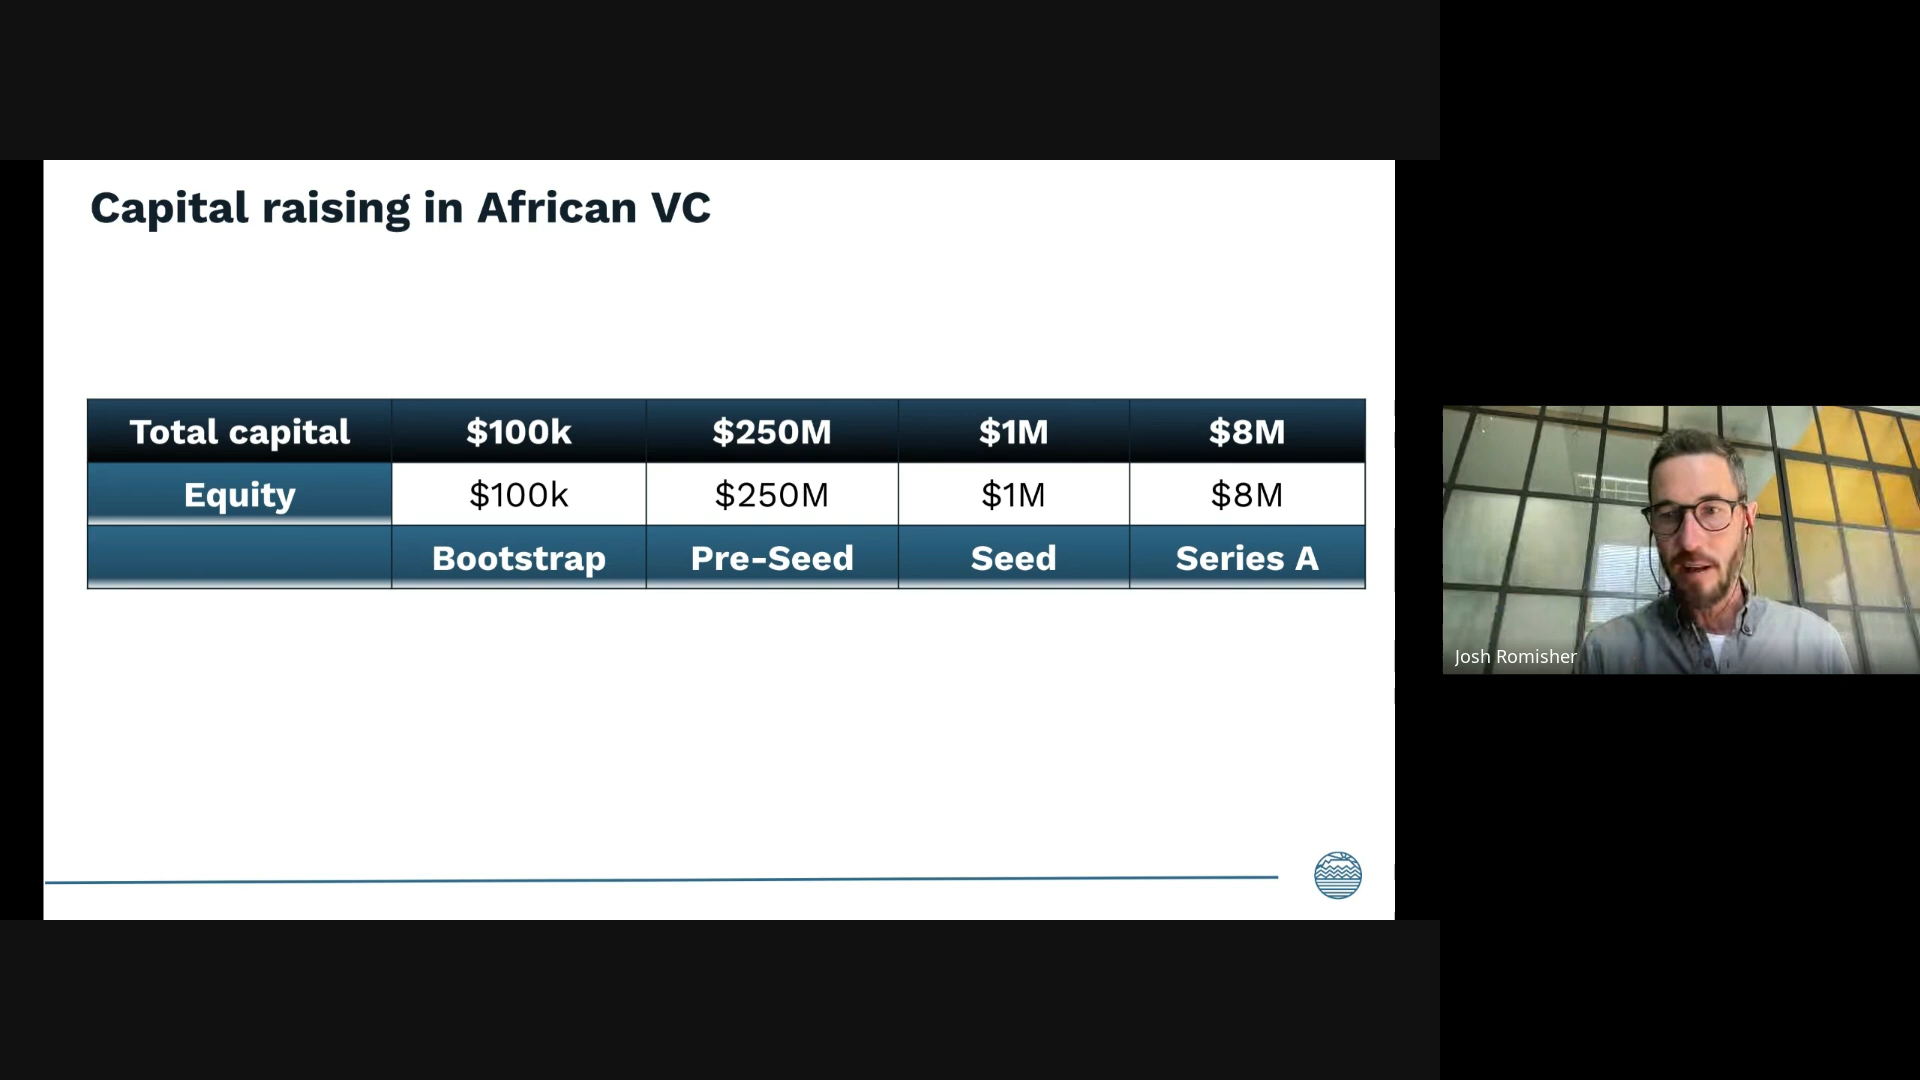 Capital raising in African VC
Total capital $100k $250M $1M $8M
Equity $100k $250M $1M $8M
Bootstrap Pre-Seed Seed Series A
Josh Romisher